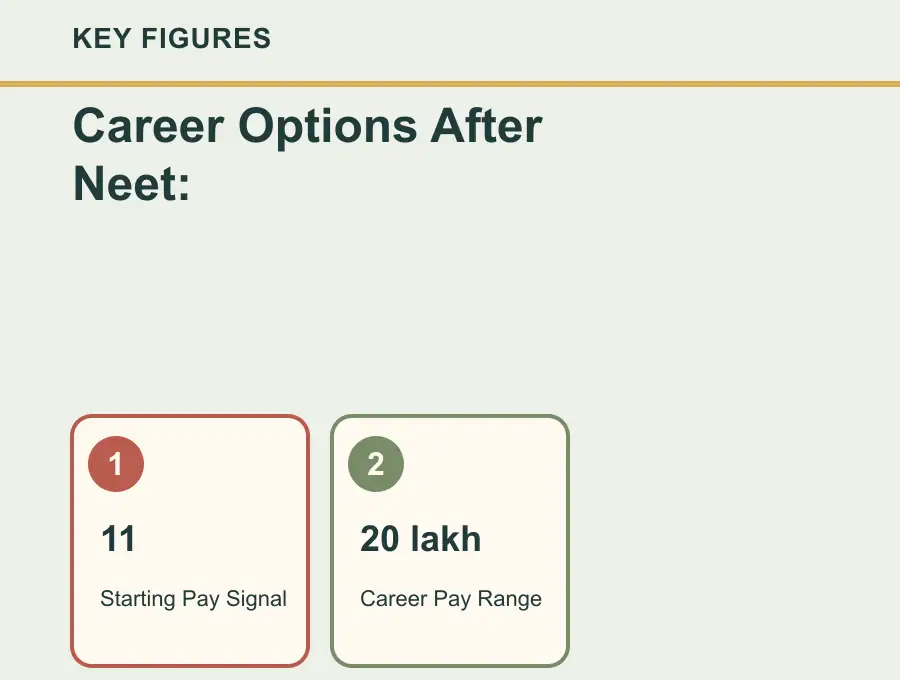 KEY FIGURES
Career Options After
Neet:
1
11
Starting Pay Signal
2
20 lakh
Career Pay Range